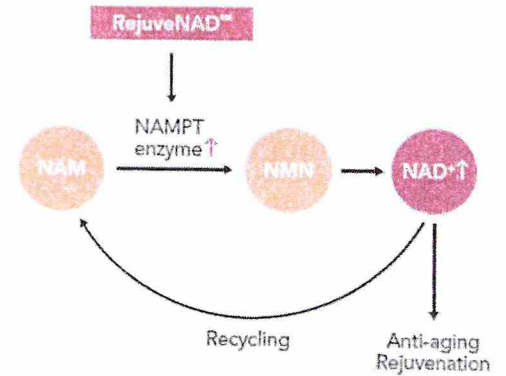 RejuveNAD™
NAMPT
enzyme↑
NAM
NMN
NAD⁺↑
Recycling
Anti-aging
Rejuvenation